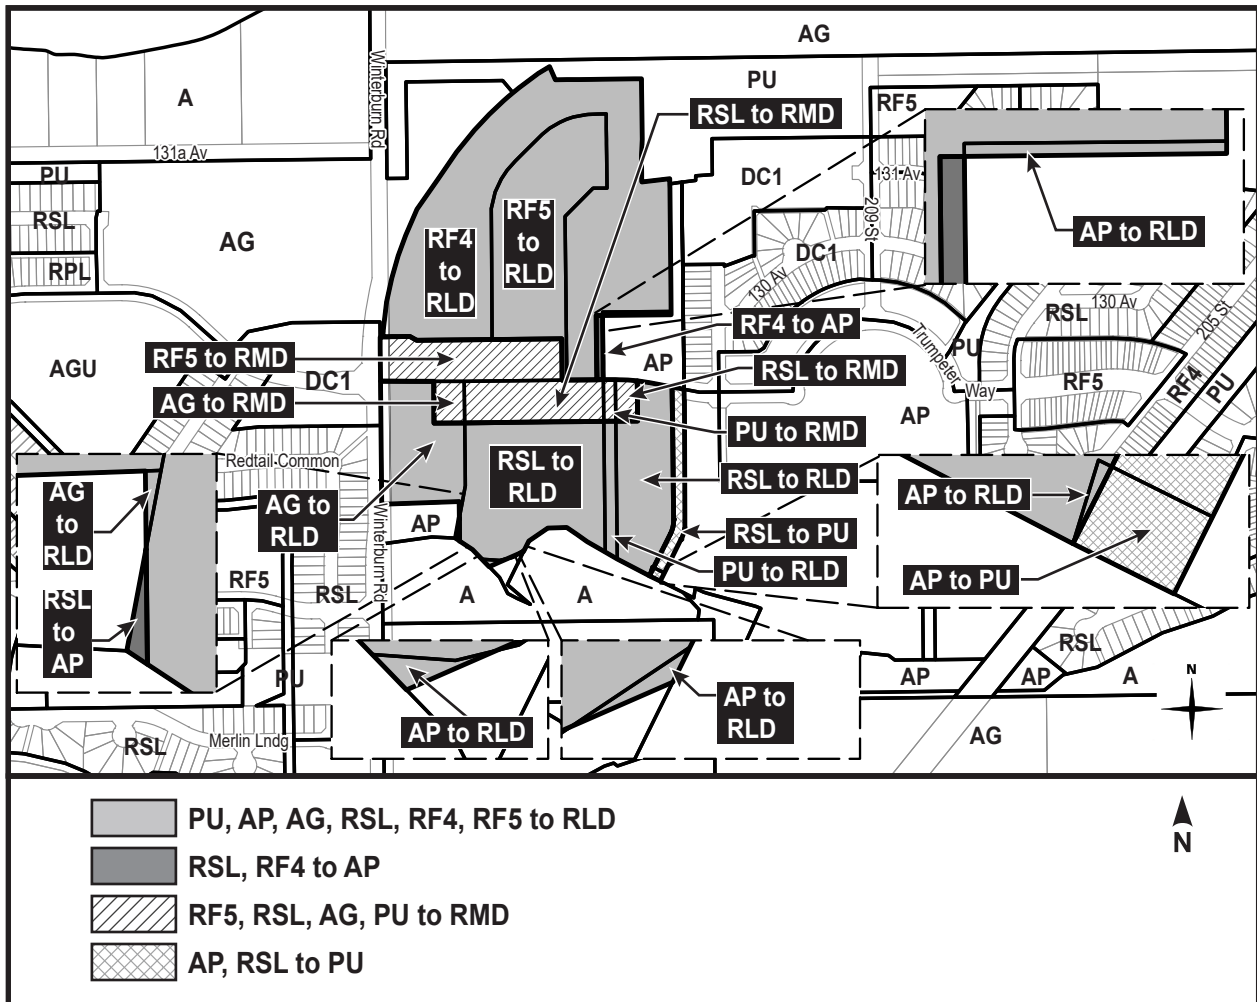 AG
A
Winterburn Rd
PU
RF5
RSL to RMD
131a Av
PU
DC1
131 Av
RSL
RF5
to
RLD
209 St
AG
RF4
to
RLD
AP to RLD
DC1
RPL
130 Av
RSL
130 Av
205 St
RF4 to AP
Trumpeter Way
PU
RF5 to RMD
AP
AGU
DC1
RSL to RMD
RF5
RF4
PU
AG to RMD
AP
PU to RMD
Redtail Common
RSL to
RLD
RSL to RLD
AG
to
RLD
AG to
RLD
Winterburn Rd
AP
AP to RLD
RSL to PU
PU to RLD
RF5
RSL
A
A
AP to PU
RSL
to
AP
RSL
PU
AP
AP
A
N
AP to RLD
AP to
RLD
RSL
Merlin Lndg
AG
PU, AP, AG, RSL, RF4, RF5 to RLD
N
RSL, RF4 to AP
RF5, RSL, AG, PU to RMD
AP, RSL to PU